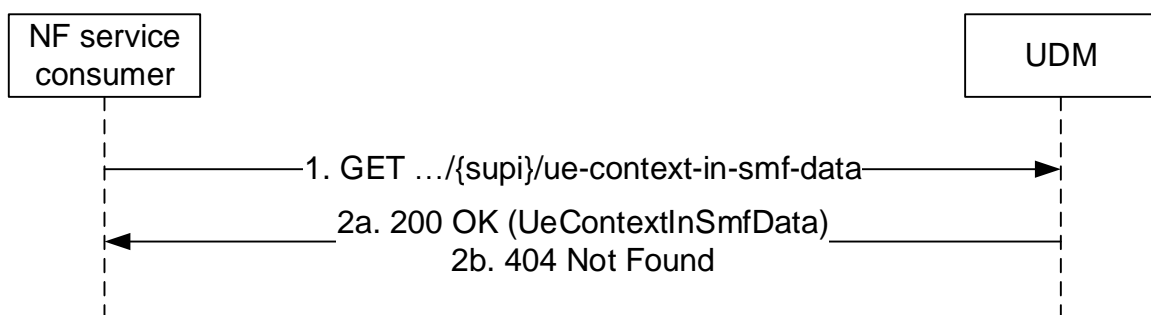 NF service
consumer
UDM
1. GET …/{supi}/ue-context-in-smf-data
2a. 200 OK (UeContextInSmfData)
2b. 404 Not Found